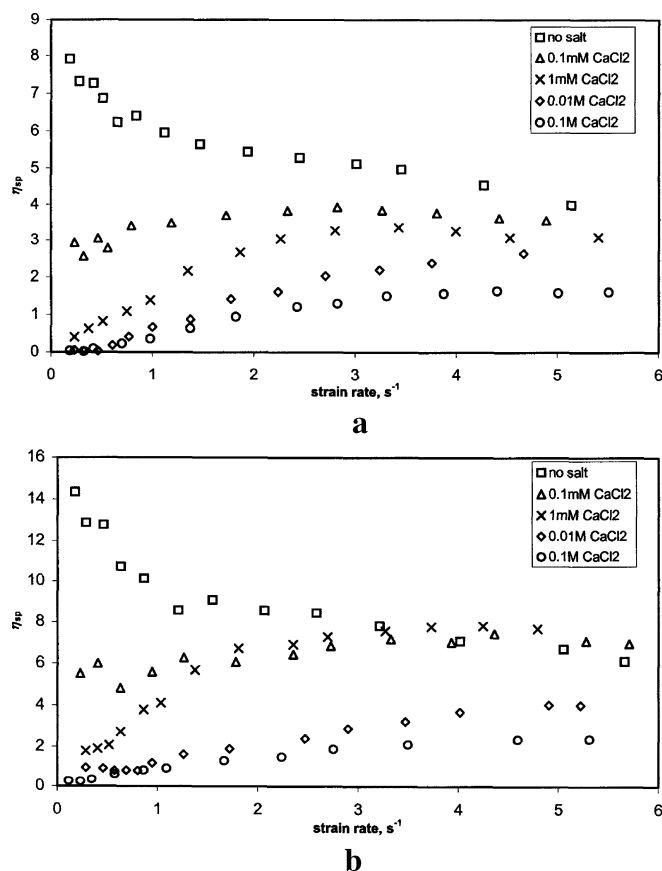 9
8
7
6
5
4
3
2
1
0
ηsp
no salt
0.1mM CaCl2
1mM CaCl2
0.01M CaCl2
0.1M CaCl2
0 1 2 3 4 5 6
strain rate, s⁻¹
a
16
14
12
10
8
6
4
2
0
ηsp
no salt
0.1mM CaCl2
1mM CaCl2
0.01M CaCl2
0.1M CaCl2
0 1 2 3 4 5 6
strain rate, s⁻¹
b